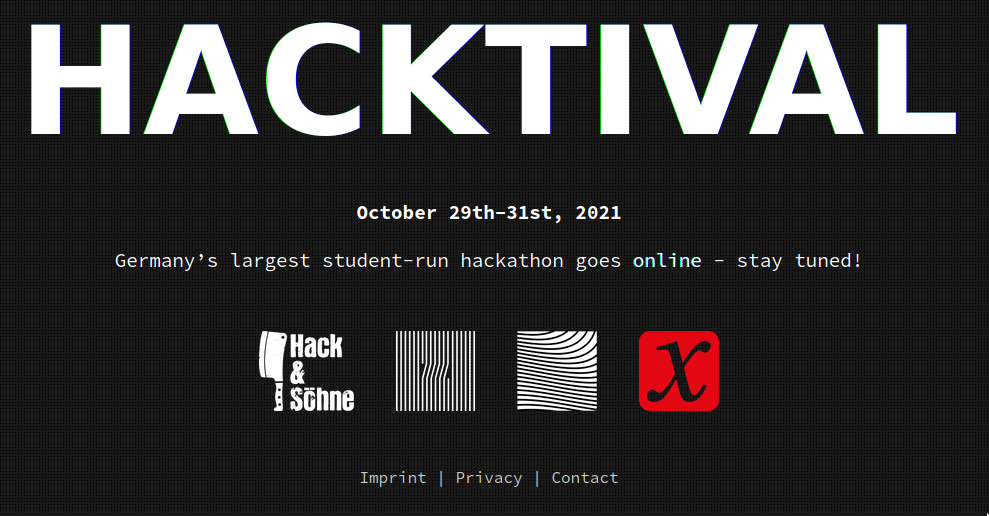 HACKTIVAL
October 29th–31st, 2021
Germany’s largest student-run hackathon goes online – stay tuned!
Hack
&
Söhne
x
Imprint | Privacy | Contact